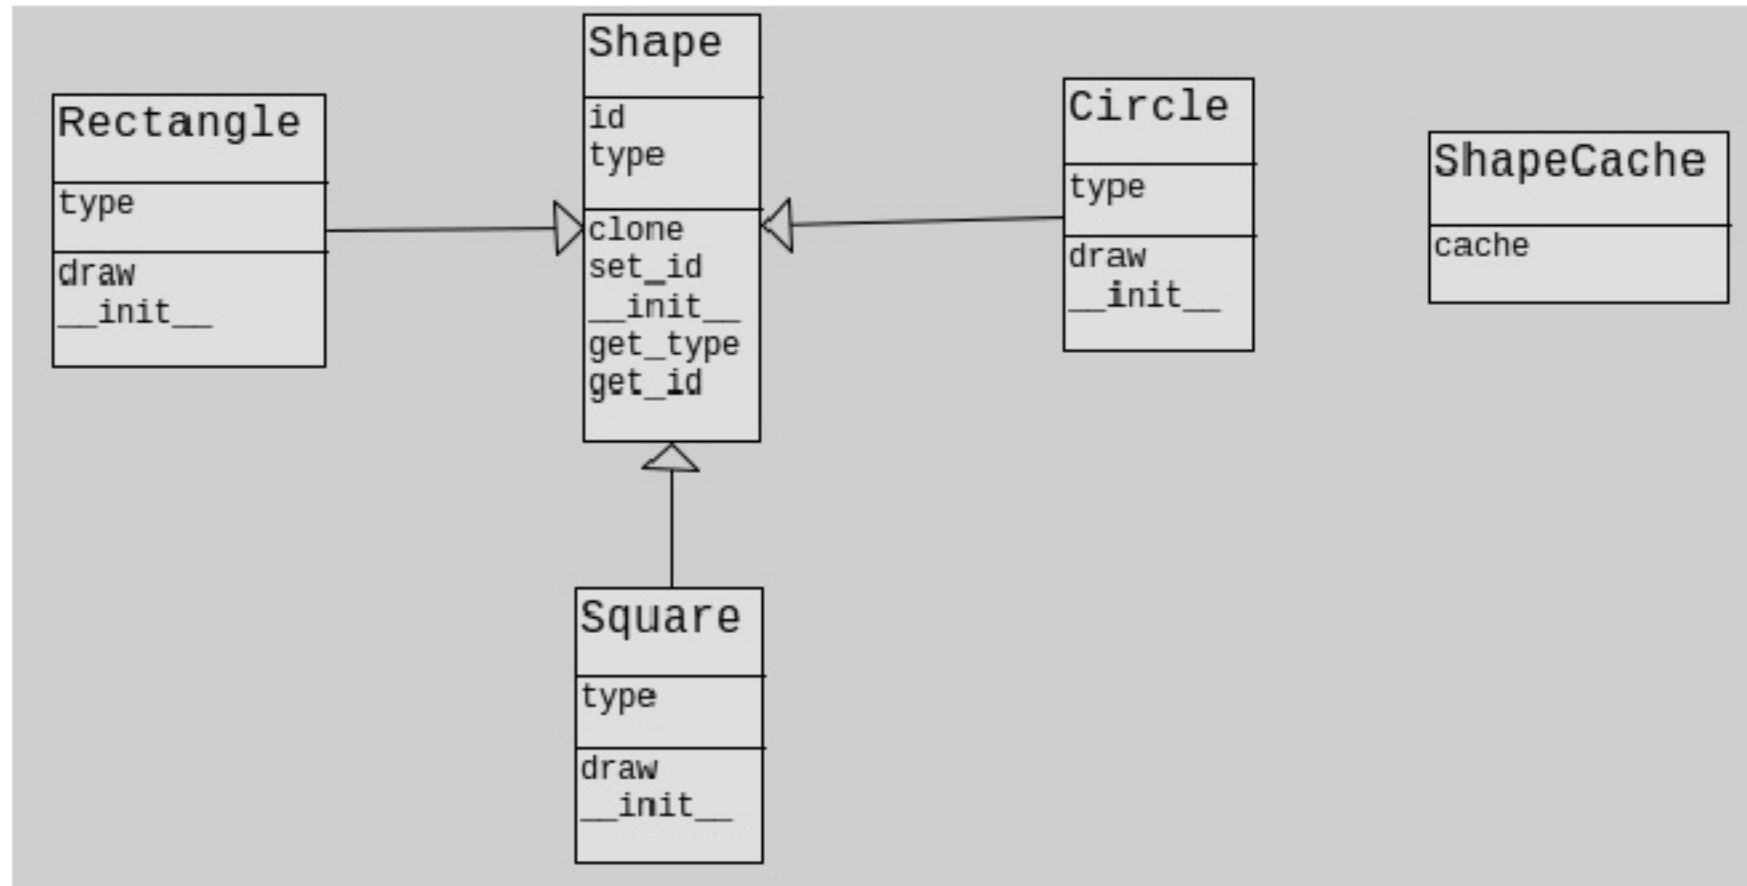 Rectangle
type
draw
__init__
Shape
id
type
clone
set_id
__init__
get_type
get_id
Circle
type
draw
__init__
ShapeCache
cache
Square
type
draw
__init__